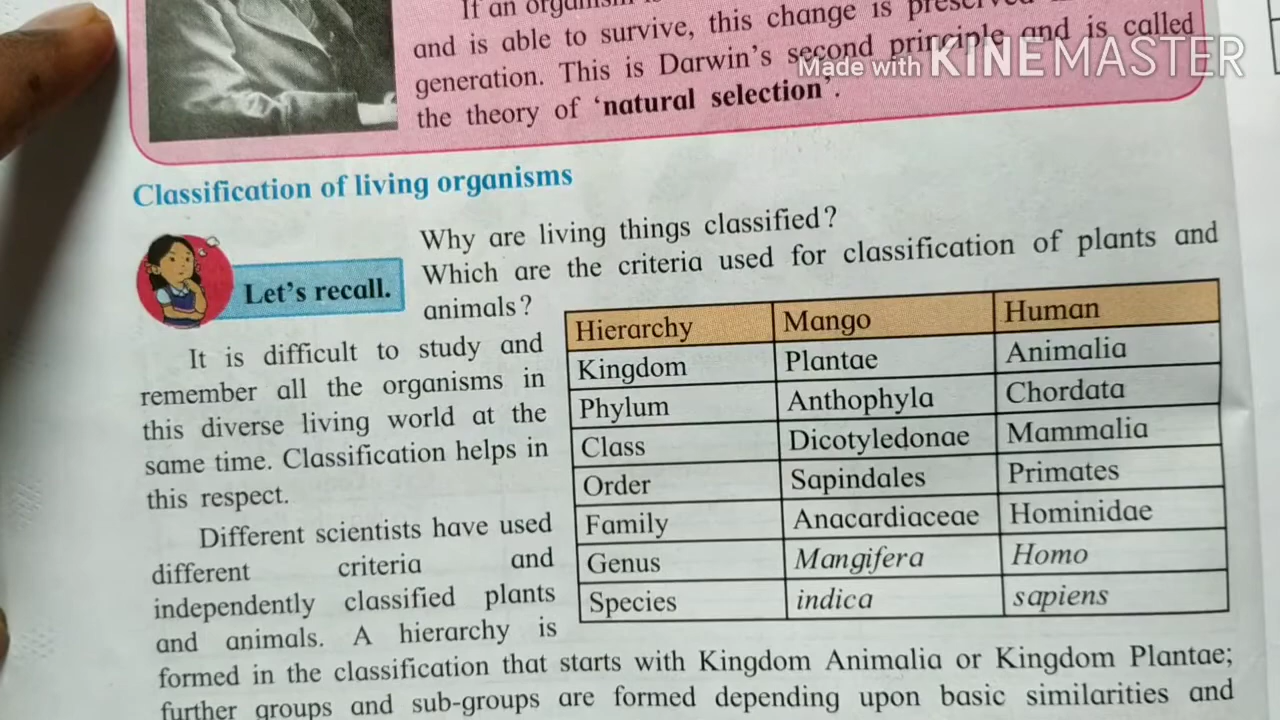 If an organism
and is able to survive, this change is preserved
generation. This is Darwin's second principle and is called
the theory of 'natural selection'.
Made with KINEMASTER
Classification of living organisms
Let's recall.
Why are living things classified?
Which are the criteria used for classification of plants and
animals?
It is difficult to study and
remember all the organisms in
this diverse living world at the
same time. Classification helps in
this respect.
Different scientists have used
different criteria and
independently classified plants
and animals. A hierarchy is
Hierarchy Mango Human
Kingdom Plantae Animalia
Phylum Anthophyla Chordata
Class Dicotyledonae Mammalia
Order Sapindales Primates
Family Anacardiaceae Hominidae
Genus Mangifera Homo
Species indica sapiens
formed in the classification that starts with Kingdom Animalia or Kingdom Plantae;
further groups and sub-groups are formed depending upon basic similarities and